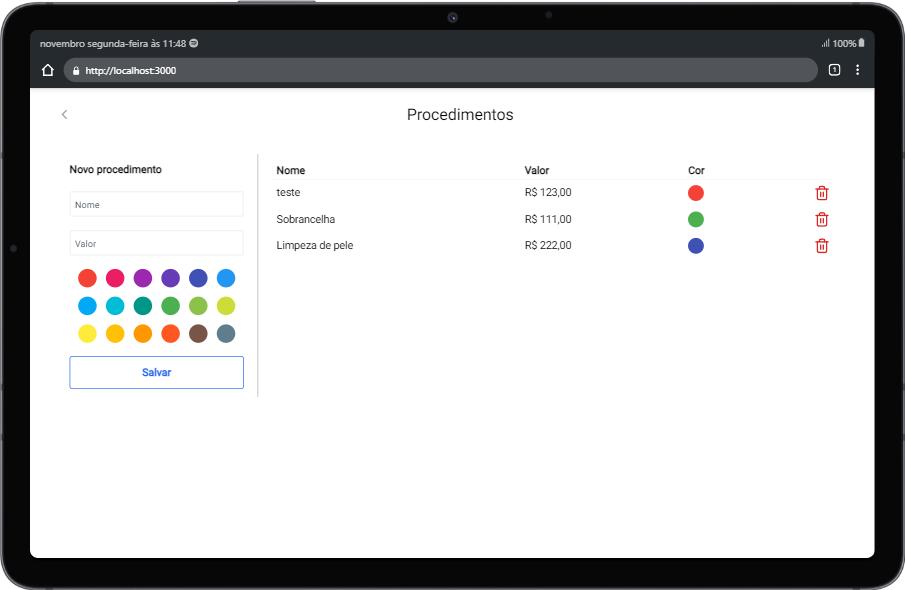 novembro segunda-feira às 11:48
100%
http://localhost:3000
1
Procedimentos
Novo procedimento
Nome
Valor
Salvar
Nome Valor Cor
teste R$ 123,00
Sobrancelha R$ 111,00
Limpeza de pele R$ 222,00